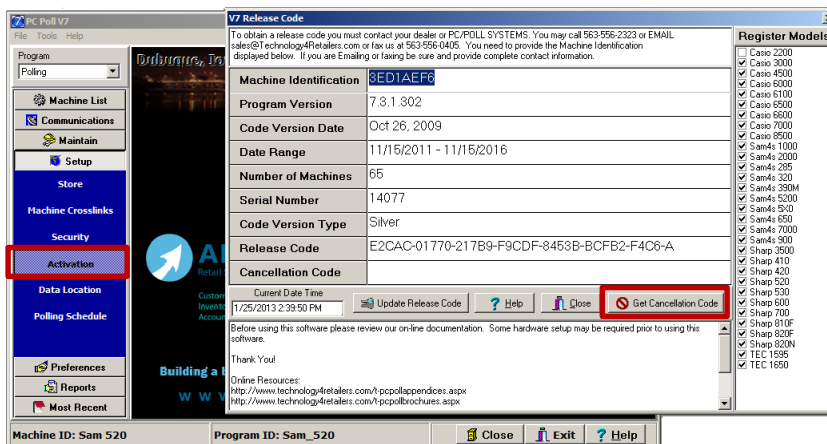 PC Poll V7
File Tools Help
Program
Polling
Machine List
Communications
Maintain
Setup
Store
Machine Crosslinks
Security
Activation
Data Location
Polling Schedule
Preferences
Reports
Most Recent
Dubuque,
Building a
W W W
Machine ID: Sam 520
Program ID: Sam_520
Close
Exit
Help
V7 Release Code
To obtain a release code you must contact your dealer or PC/POLL SYSTEMS. You may call 563-556-2323 or EMAIL
sales@Technology4Retailers.com or fax us at 563-556-0405. You need to provide the Machine Identification
displayed below. If you are Emailing or faxing be sure and provide complete contact information.
Machine Identification 3ED1AEF6
Program Version 7.3.1.302
Code Version Date Oct 26, 2009
Date Range 11/15/2011 - 11/15/2016
Number of Machines 65
Serial Number 14077
Code Version Type Silver
Release Code E2CAC-01770-217B9-F9CDF-8453B-BCFB2-F4C6-A
Cancellation Code
Current Date Time
1/25/2013 2:39:50 PM
Update Release Code
Help
Close
Get Cancellation Code
Before using this software please review our on-line documentation. Some hardware setup may be required prior to using this
software.
Thank You!
Online Resources:
http://www.technology4retailers.com/t-pcpollappendices.aspx
http://www.technology4retailers.com/t-pcpollbrochures.aspx
Register Models
Casio 2200
Casio 3000
Casio 4500
Casio 6000
Casio 6100
Casio 6500
Casio 6600
Casio 7000
Casio 8500
Sam4s 1000
Sam4s 2000
Sam4s 285
Sam4s 320
Sam4s 390M
Sam4s 5200
Sam4s 5X0
Sam4s 650
Sam4s 7000
Sam4s 900
Sharp 3500
Sharp 410
Sharp 420
Sharp 520
Sharp 530
Sharp 600
Sharp 700
Sharp 810F
Sharp 820F
Sharp 820N
TEC 1595
TEC 1650